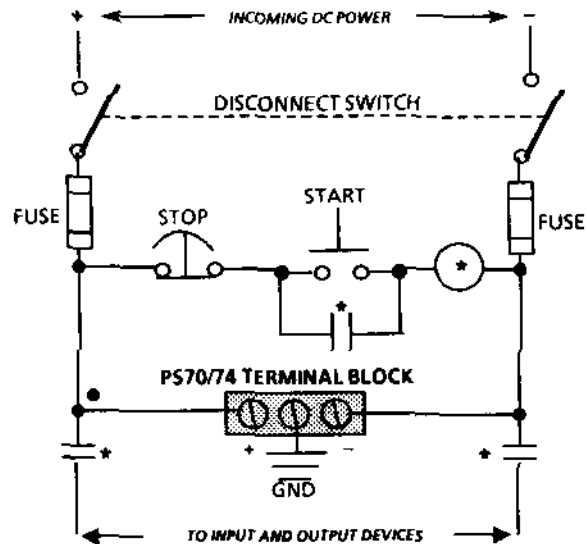 + INCOMING DC POWER -
DISCONNECT SWITCH
FUSE
STOP
START
FUSE
*
*
PS70/74 TERMINAL BLOCK
+ -
* *
GND
TO INPUT AND OUTPUT DEVICES